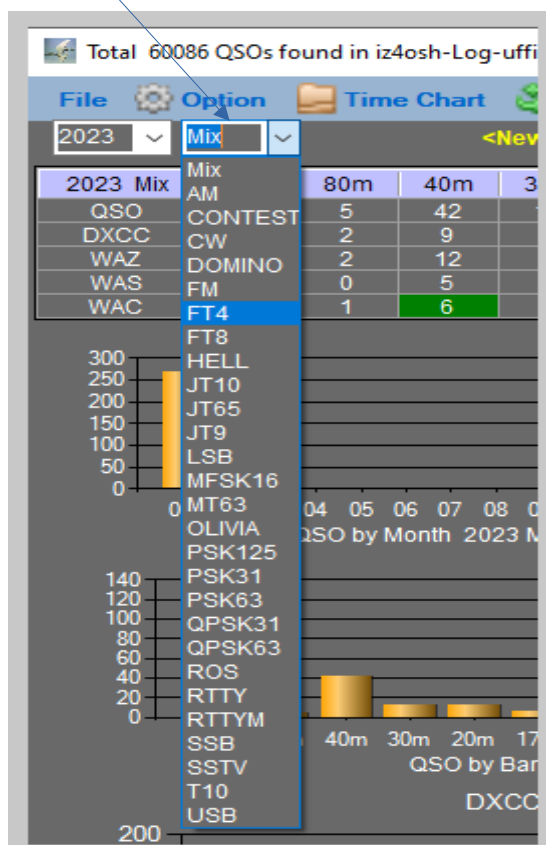 Total 60086 QSOs found in iz4osh-Log-uffi
File Option Time Chart
2023 Mix <New
2023 Mix 80m 40m 3
QSO 5 42
DXCC 2 9
WAZ 2 12
WAS 0 5
WAC 1 6
Mix
AM
CONTEST
CW
DOMINO
FM
FT4
FT8
HELL
JT10
JT65
JT9
LSB
MFSK16
MT63
OLIVIA
PSK125
PSK31
PSK63
QPSK31
QPSK63
ROS
RTTY
RTTYM
SSB
SSTV
T10
USB
300
250
200
150
100
50
0
0 04 05 06 07 08 0
QSO by Month 2023 M
140
120
100
80
60
40
20
0
40m 30m 20m 17
QSO by Ban
DXCC
200